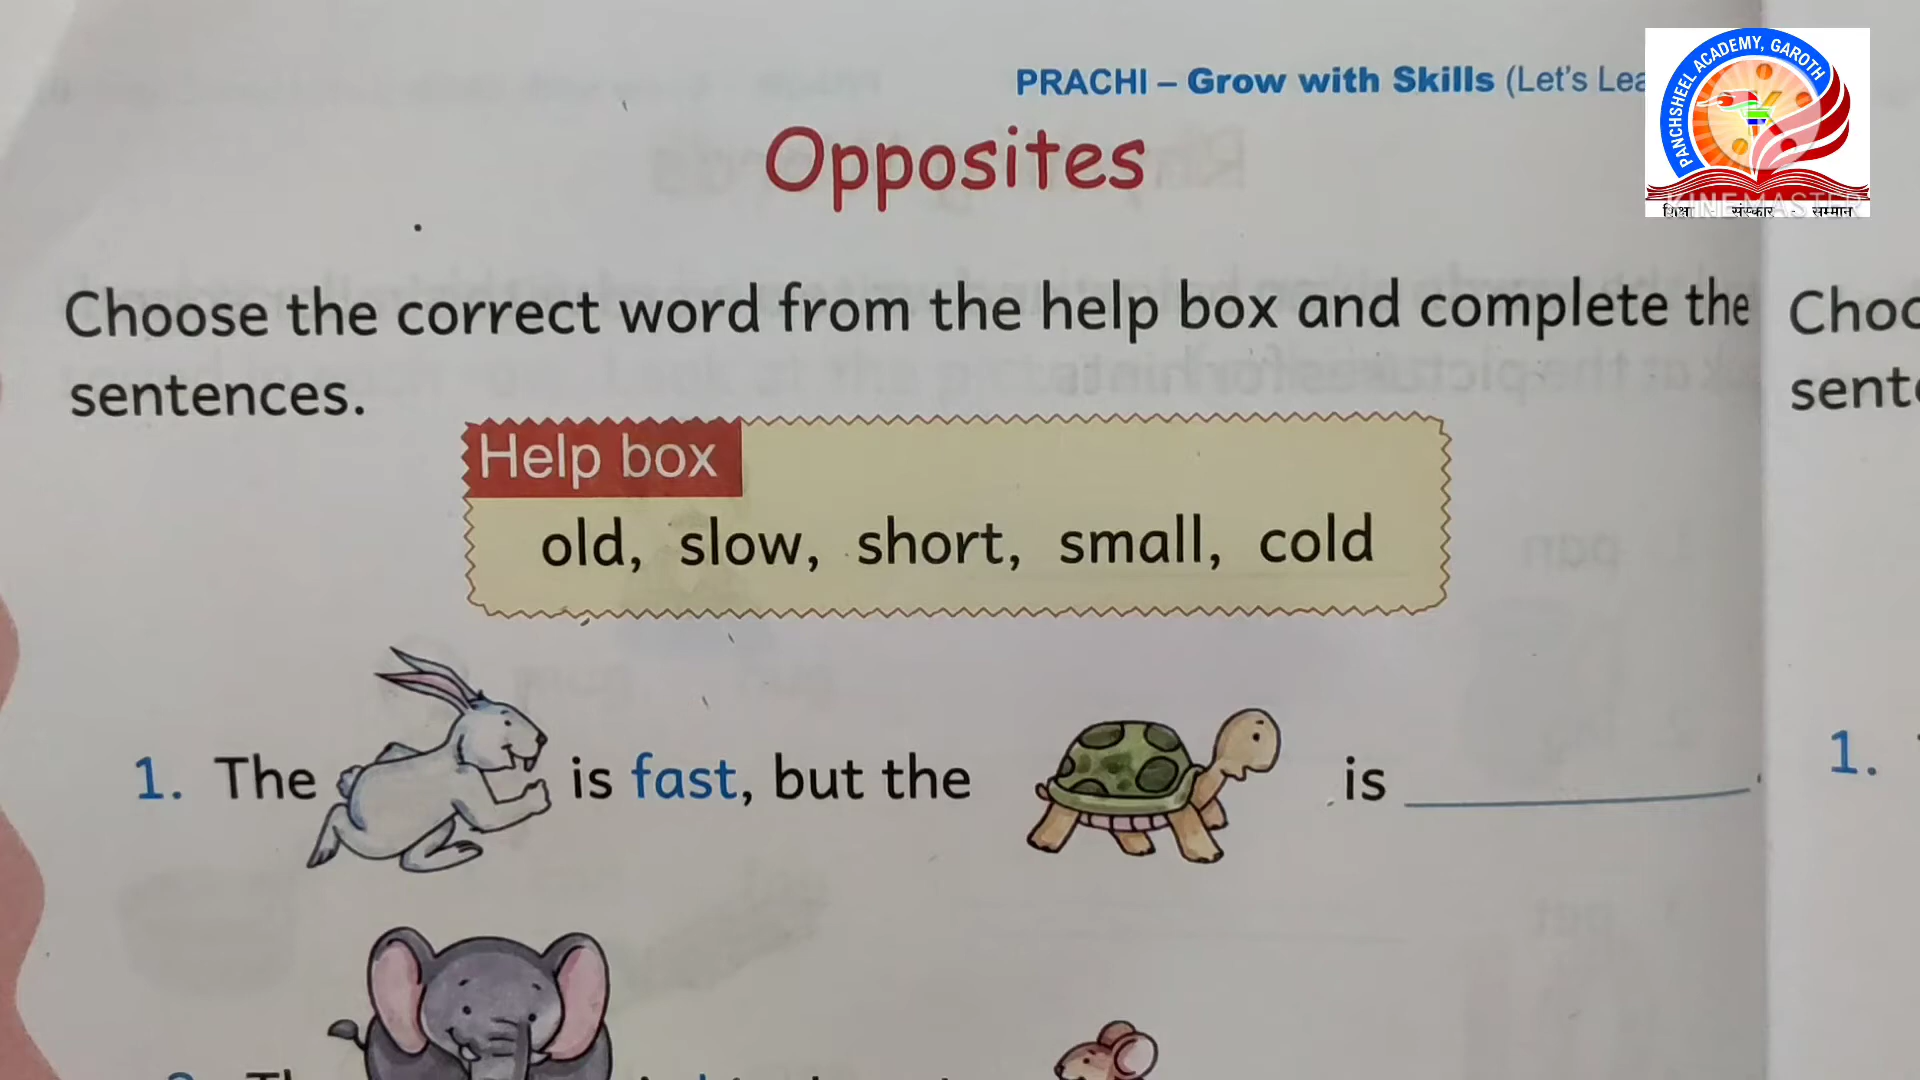 PANCHSHEEL ACADEMY, GAROTH
PRACHI – Grow with Skills (Let's Lea
KINEMASTER
शिक्षा - संस्कार - सम्मान
Opposites
Choose the correct word from the help box and complete the
sentences.
Help box
old, slow, short, small, cold
1. The is fast, but the is
Choo
sente
1.